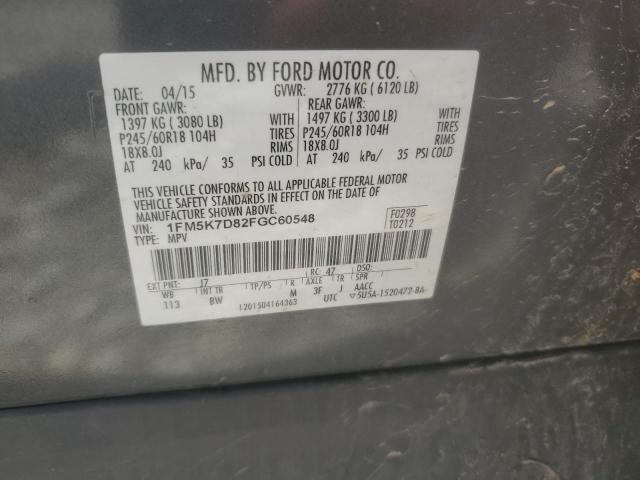 MFD. BY FORD MOTOR CO.
DATE: 04/15 GVWR: 2776 KG ( 6120 LB)
FRONT GAWR: REAR GAWR:
1397 KG ( 3080 LB) WITH 1497 KG ( 3300 LB) WITH
P245/60R18 104H TIRES P245/60R18 104H TIRES
18X8.0J RIMS 18X8.0J RIMS
AT 240 kPa/ 35 PSI COLD AT 240 kPa/ 35 PSI COLD
THIS VEHICLE CONFORMS TO ALL APPLICABLE FEDERAL MOTOR
VEHICLE SAFETY STANDARDS IN EFFECT ON THE DATE OF
MANUFACTURE SHOWN ABOVE.
VIN: 1FM5K7D82FGC60548 F0298
TYPE: MPV T0212
EXT PNT: J7 RC: 47 DSO:
WB INT TR TP/PS R AXLE TR SPR
113 BW M 3F J AACC
1201504164363 UTC ▽5U5A-1520472-BA